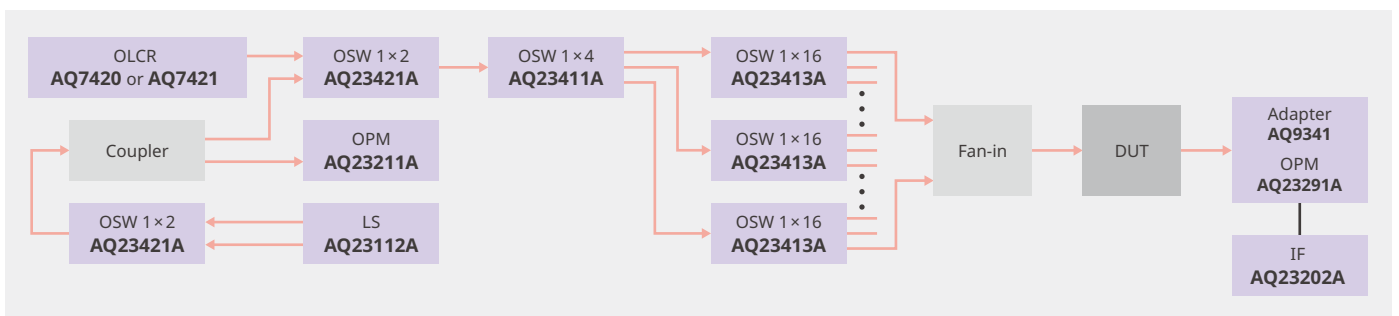 OLCR
AQ7420 or AQ7421
OSW 1×2
AQ23421A
OSW 1×4
AQ23411A
OSW 1×16
AQ23413A
Coupler
OPM
AQ23211A
OSW 1×16
AQ23413A
OSW 1×2
AQ23421A
LS
AQ23112A
OSW 1×16
AQ23413A
Fan-in
DUT
Adapter
AQ9341
OPM
AQ23291A
IF
AQ23202A